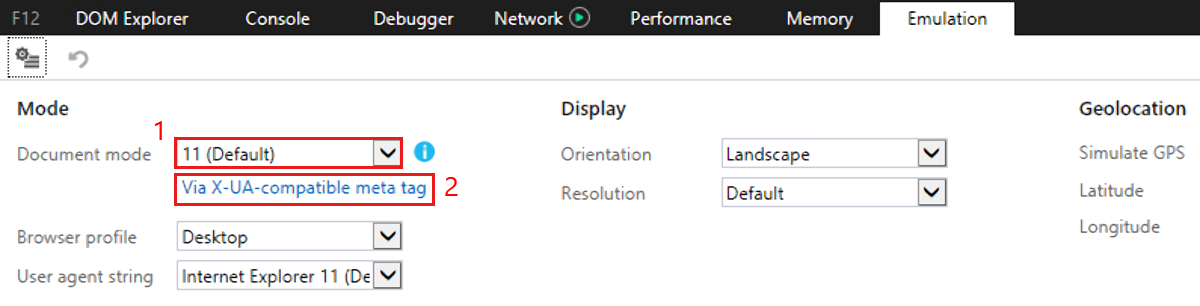 F12 DOM Explorer Console Debugger Network Performance Memory Emulation
Mode Display Geolocation
1
Document mode 11 (Default) Orientation Landscape Simulate GPS
Via X-UA-compatible meta tag 2 Resolution Default Latitude
Browser profile Desktop Longitude
User agent string Internet Explorer 11 (De